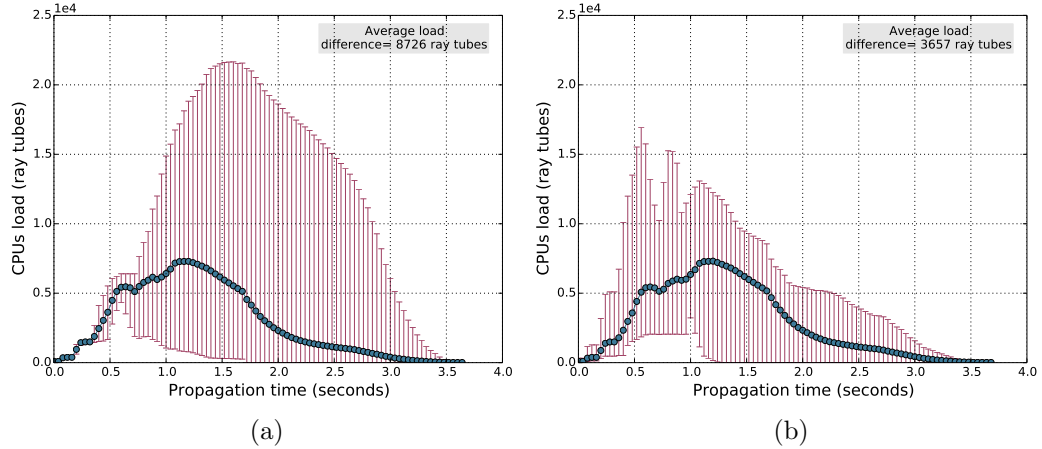 1e4
Average load
difference= 8726 ray tubes
2.5
2.0
1.5
1.0
0.5
0.0
CPUs load (ray tubes)
0.0 0.5 1.0 1.5 2.0 2.5 3.0 3.5 4.0
Propagation time (seconds)
(a)
1e4
Average load
difference= 3657 ray tubes
2.5
2.0
1.5
1.0
0.5
0.0
CPUs load (ray tubes)
0.0 0.5 1.0 1.5 2.0 2.5 3.0 3.5 4.0
Propagation time (seconds)
(b)